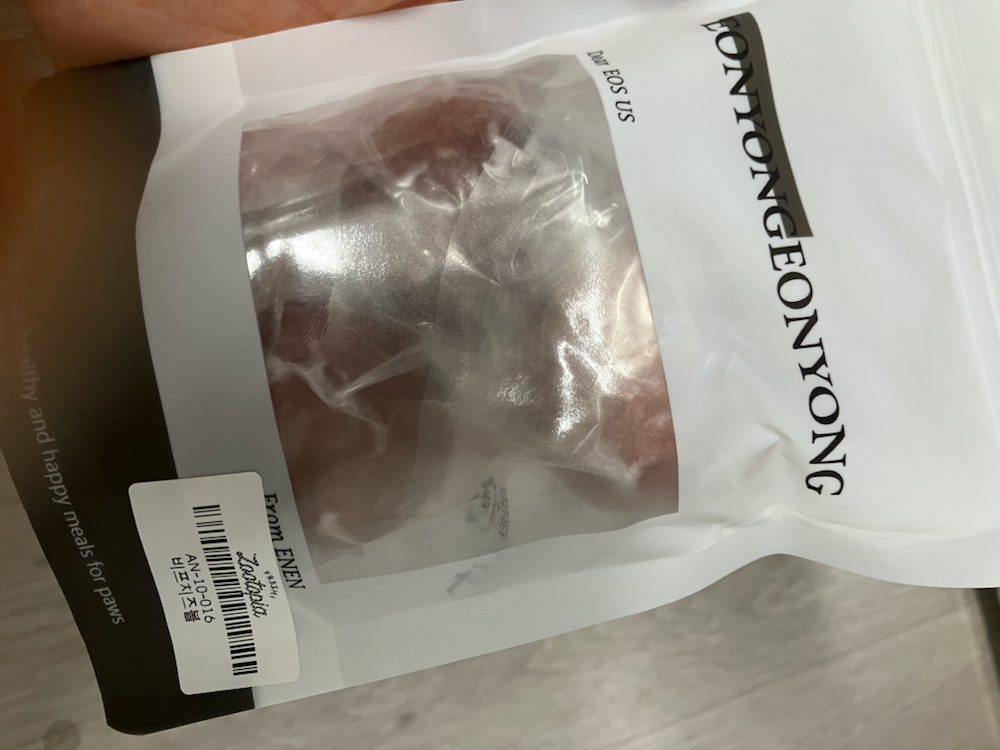 EONYONGEONYONG
Dear EOS US
From ENEN
Zootopia
AN-10-016
비프치즈볼
healthy and happy meals for paws